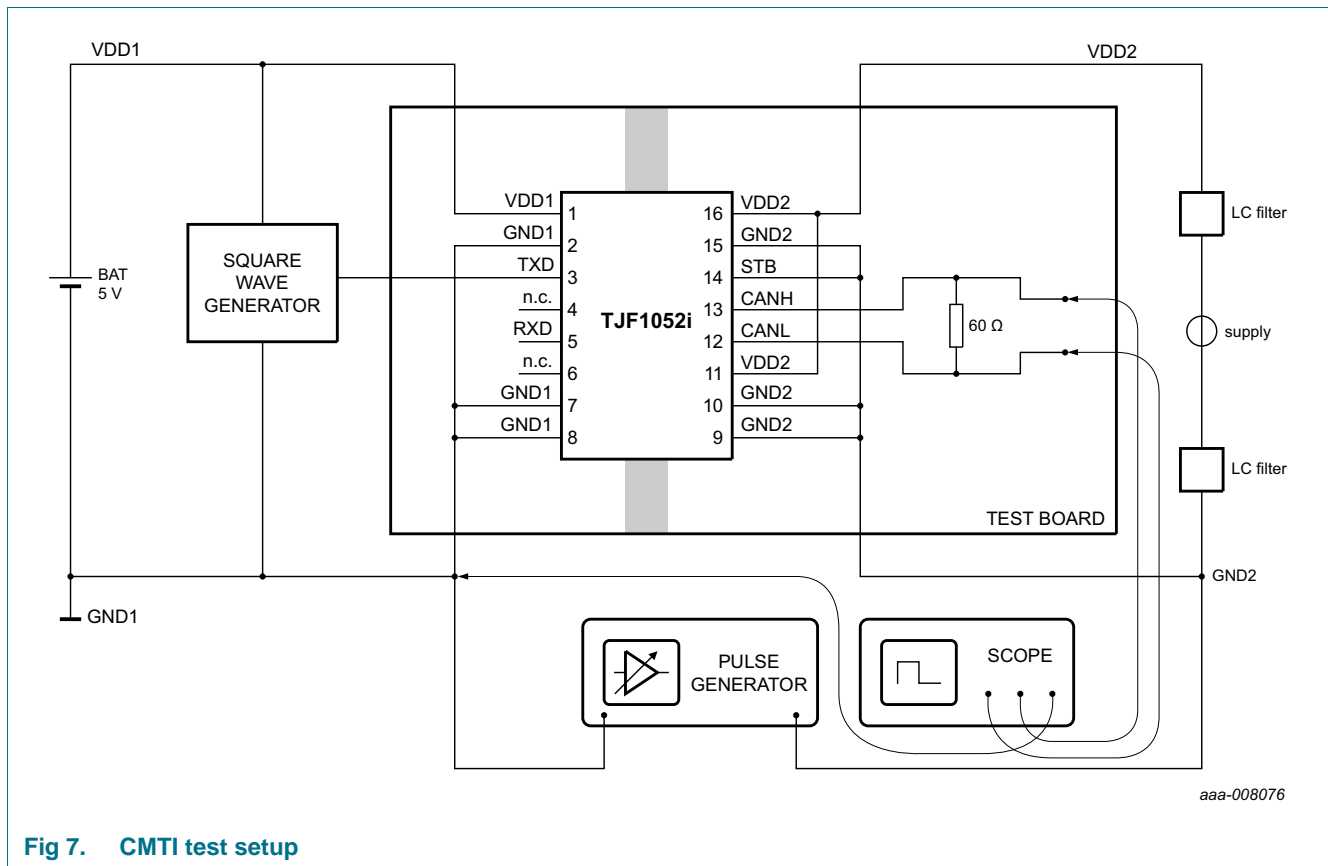 VDD1
VDD2
BAT
5 V
SQUARE
WAVE
GENERATOR
VDD1
GND1
TXD
n.c.
RXD
n.c.
GND1
GND1
1
2
3
4
5
6
7
8
TJF1052i
16
15
14
13
12
11
10
9
VDD2
GND2
STB
CANH
CANL
VDD2
GND2
GND2
60 Ω
LC filter
supply
LC filter
TEST BOARD
GND1
GND2
PULSE
GENERATOR
SCOPE
aaa-008076
Fig 7. CMTI test setup